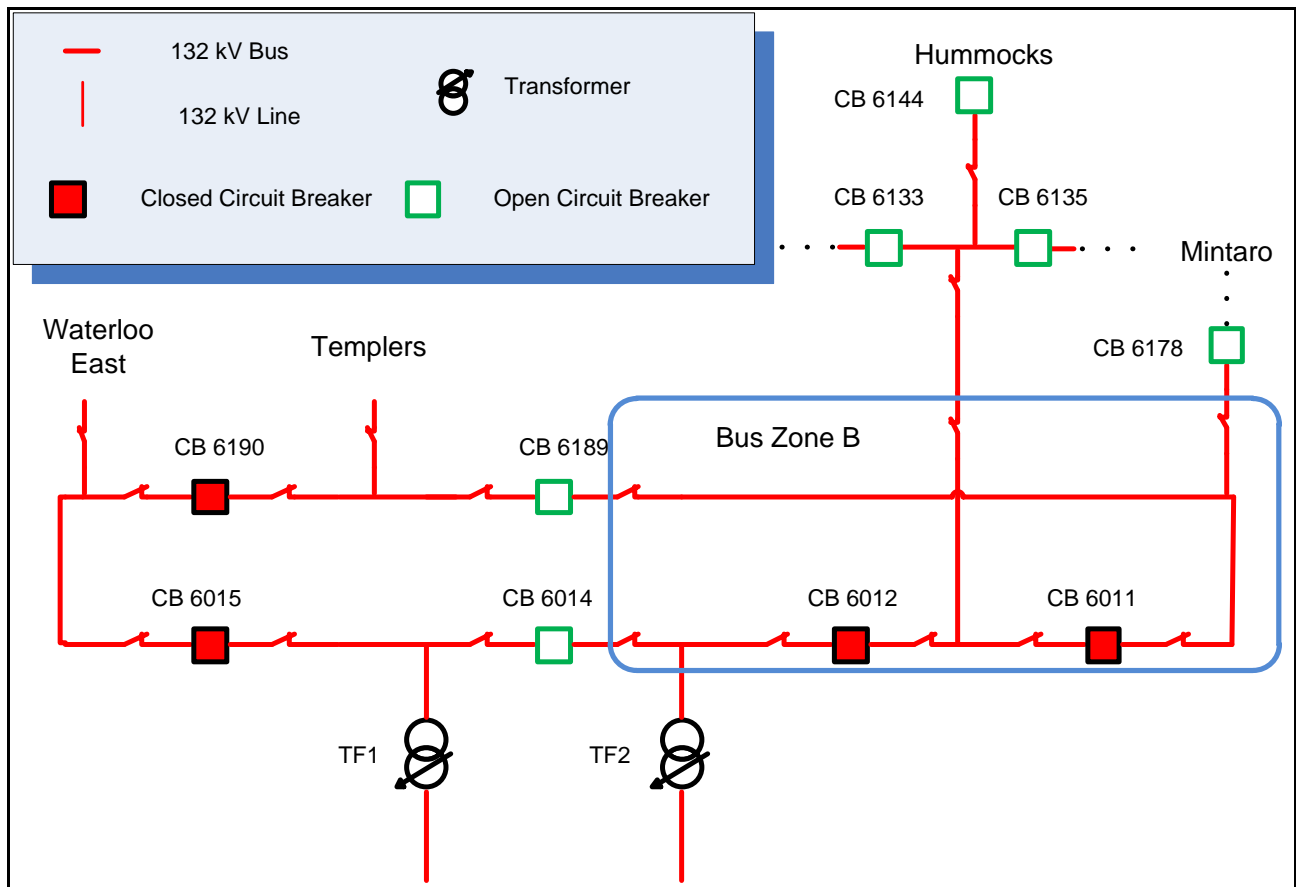 132 kV Bus
132 kV Line
Transformer
Closed Circuit Breaker
Open Circuit Breaker
Hummocks
CB 6144
CB 6133
CB 6135
Mintaro
CB 6178
Waterloo
East
Templers
CB 6190
CB 6189
Bus Zone B
CB 6015
CB 6014
CB 6012
CB 6011
TF1
TF2